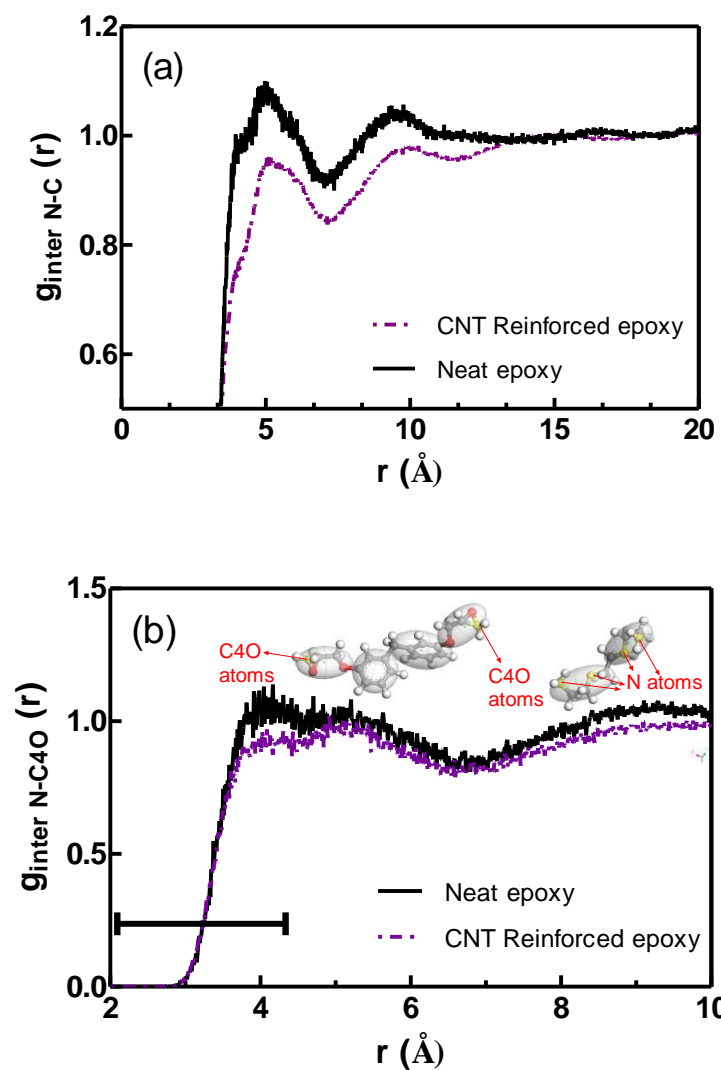 (a)
1.2
1.0
0.8
0.6
g inter N-C (r)
CNT Reinforced epoxy
Neat epoxy
0 5 10 15 20
r (Å)
(b)
1.5
1.0
0.5
0.0
g inter N-C4O (r)
C4O
atoms
C4O
atoms
N atoms
Neat epoxy
CNT Reinforced epoxy
2 4 6 8 10
r (Å)